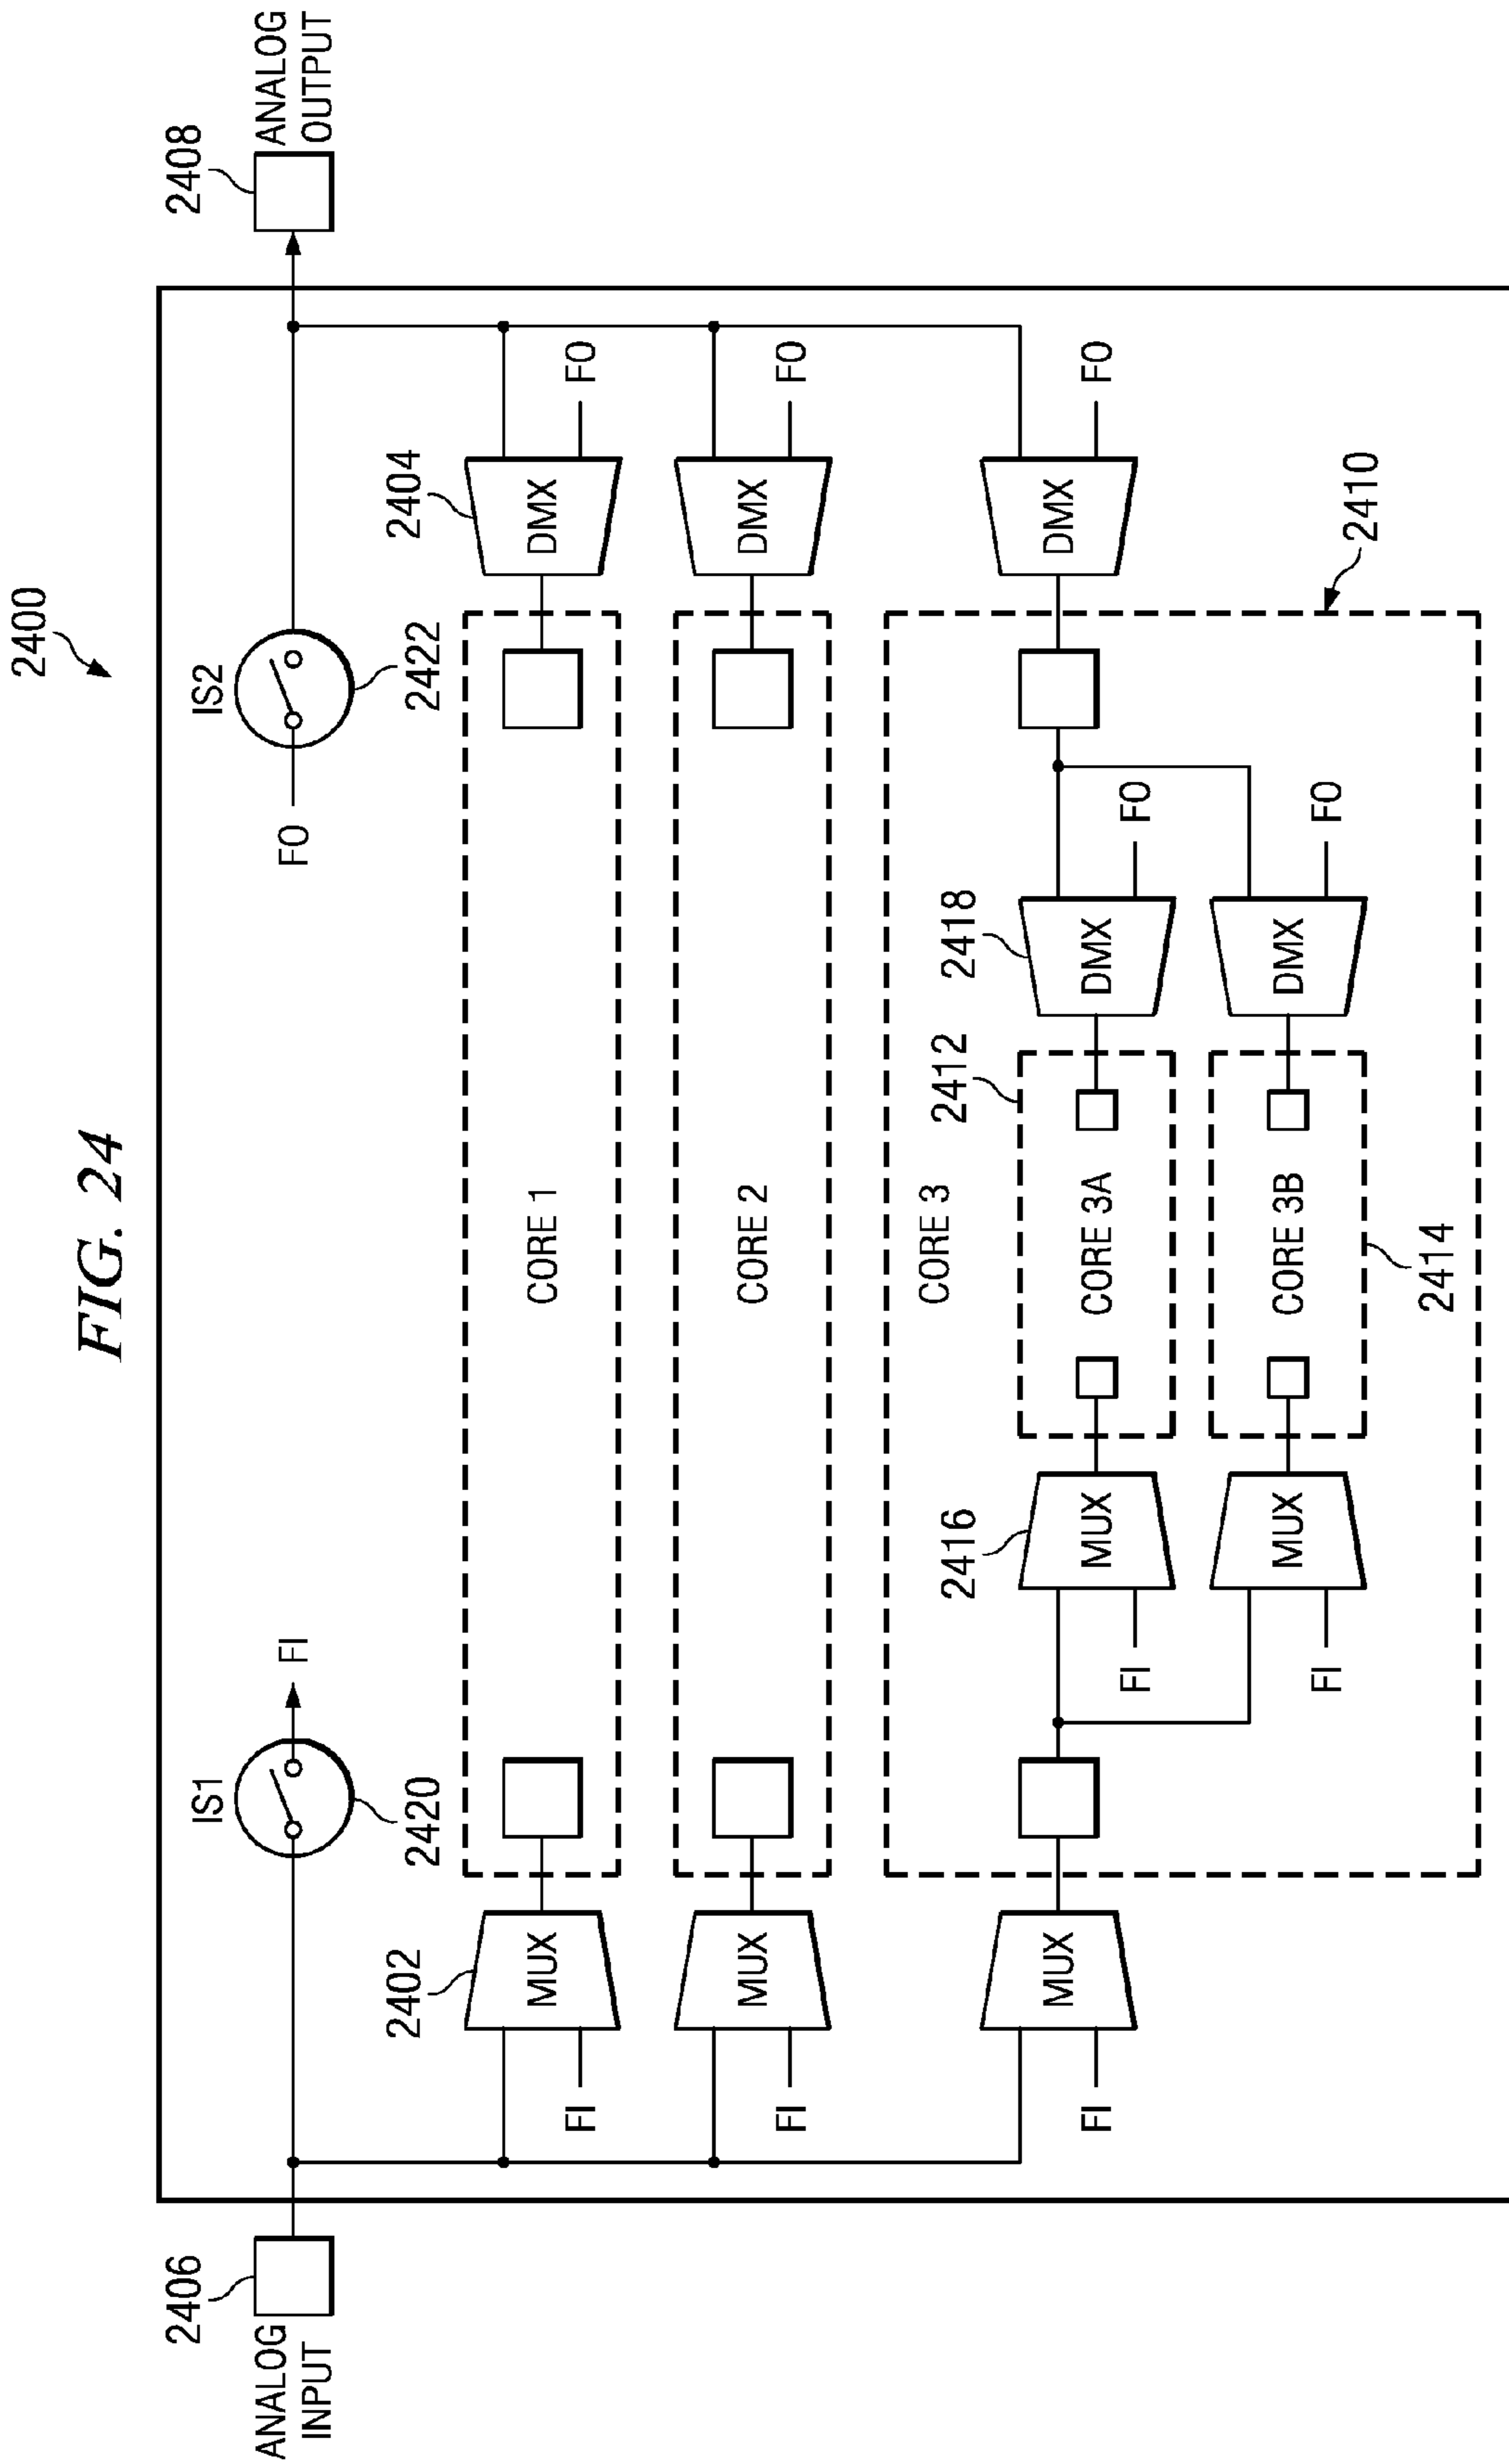 FIG. 24
2400
2406
ANALOG
INPUT
2408
ANALOG
OUTPUT
IS1
FI
2420
IS2
FO
2422
2402
MUX
FI
CORE 1
2404
DMX
FO
MUX
FI
CORE 2
DMX
FO
MUX
FI
CORE 3
DMX
FO
2410
2416
MUX
FI
2412
CORE 3A
2418
DMX
FO
MUX
FI
CORE 3B
2414
DMX
FO